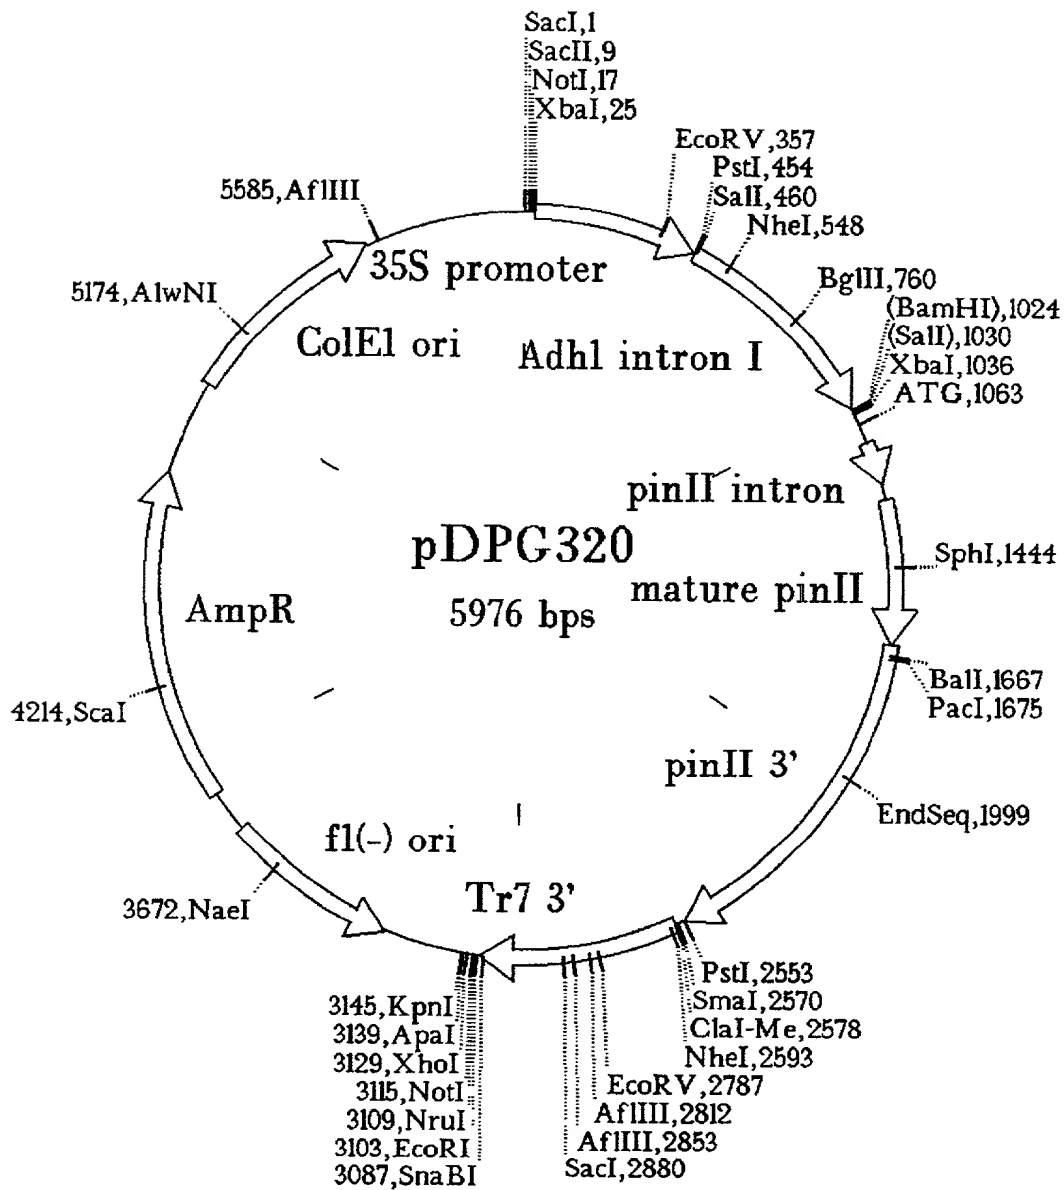 SacI,1
SacII,9
NotI,17
XbaI,25
EcoRV,357
PstI,454
SalI,460
NheI,548
5585,AflIII
35S promoter
BglII,760
5174,AlwNI
(BamHI),1024
(SalI),1030
ColE1 ori
Adh1 intron I
XbaI,1036
ATG,1063
pinII intron
pDPG320
SphI,1444
mature pinII
AmpR
5976 bps
BalI,1667
4214,ScaI
PacI,1675
pinII 3'
EndSeq,1999
f1(-) ori
Tr7 3'
3672,NaeI
PstI,2553
SmaI,2570
ClaI-Me,2578
NheI,2593
EcoRV,2787
AflIII,2812
AflIII,2853
SacI,2880
3145,KpnI
3139,ApaI
3129,XhoI
3115,NotI
3109,NruI
3103,EcoRI
3087,SnaBI